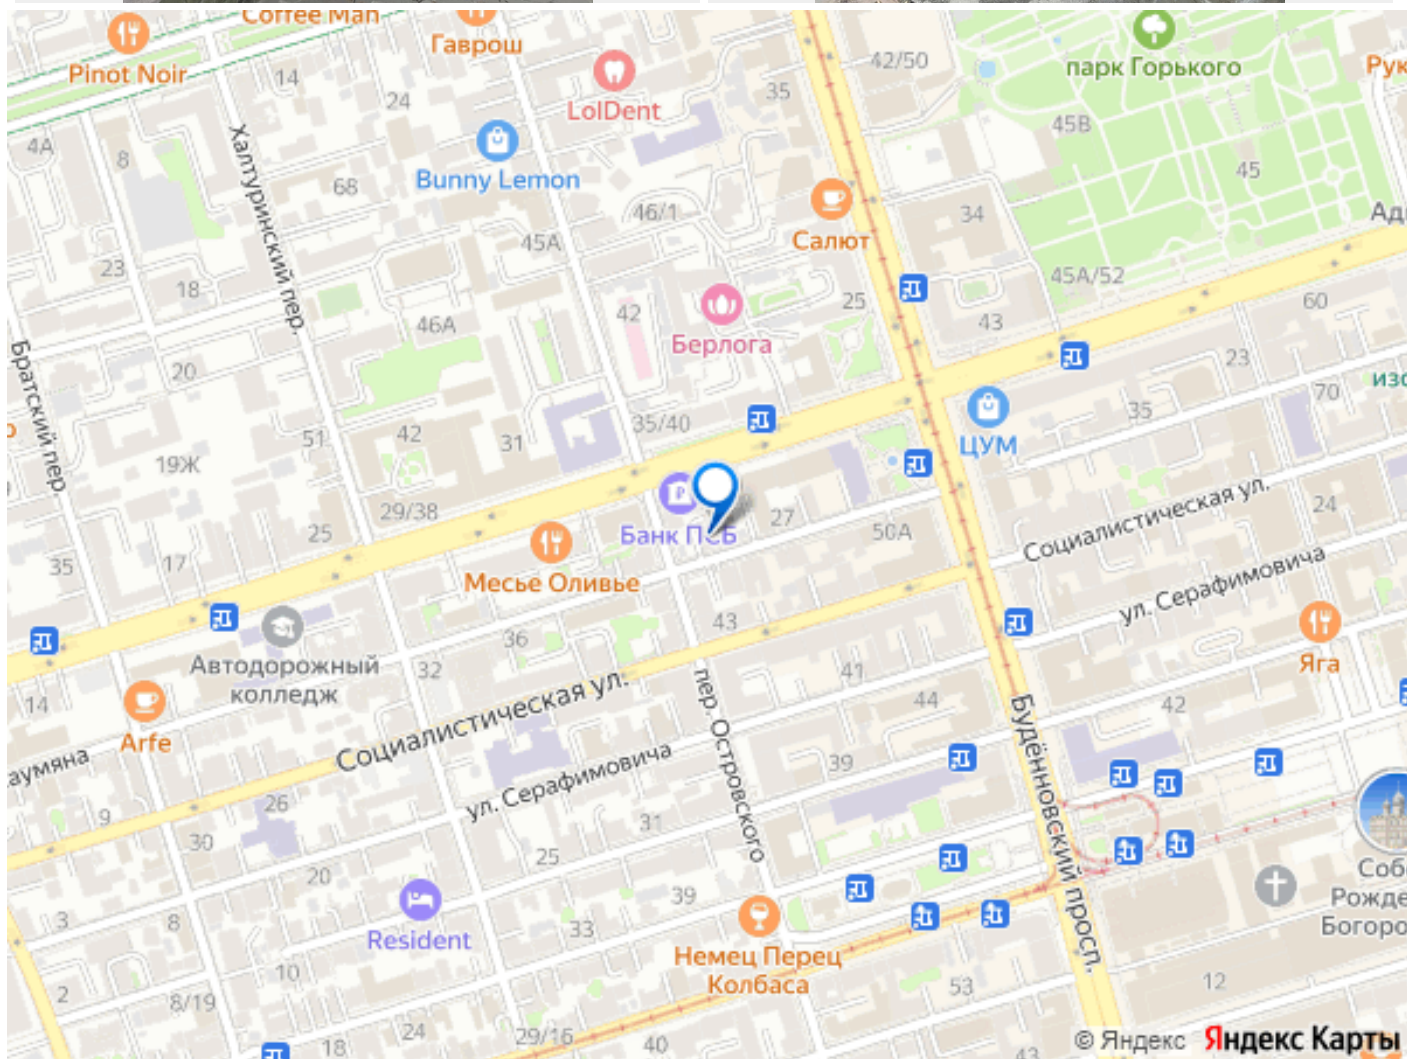 Coffee Man
Pinot Noir
Гаврош
LolDent
парк Горького
Рук
42/50
14
24
35
4А
8
45В
45
Bunny Lemon
Халтуринский пер.
68
46/1
45А
34
Салют
Ад
23
18
45А/52
60
42
25
43
46А
Берлога
23
Братский пер.
20
изо
70
35
35/40
ЦУМ
51
42
31
19Ж
29/38
Банк ПСБ
27
50А
Социалистическая ул.
24
25
35
17
Месье Оливье
ул. Серафимовича
36
43
Автодорожный
колледж
32
41
Яга
14
44
42
Arfe
Социалистическая ул.
пер. Островского
Будённовский просп.
аумяна
39
ул. Серафимовича
9
26
31
30
25
20
39
Соб
Рожде
Богоро
3
8
33
Resident
Немец Перец
Колбаса
10
2
8/19
53
12
24
29/16
18
40
43
© Яндекс Яндекс Карты